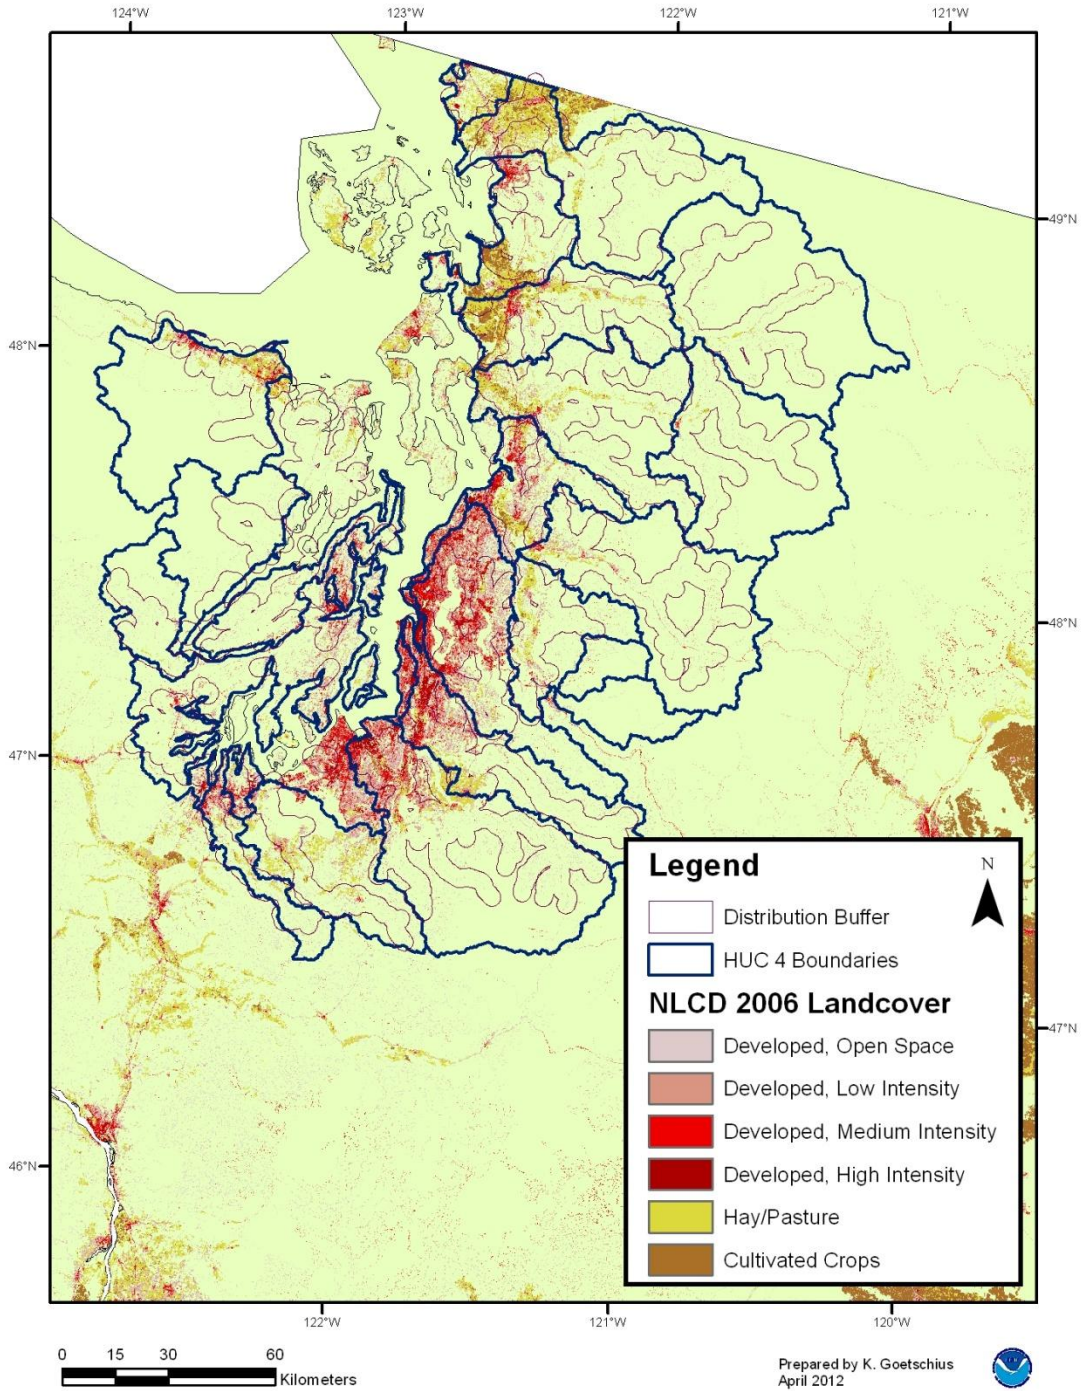 124°W 123°W 122°W 121°W
49°N
48°N
48°N
47°N
Legend
N
Distribution Buffer
HUC 4 Boundaries
NLCD 2006 Landcover
47°N
Developed, Open Space
Developed, Low Intensity
Developed, Medium Intensity
46°N
Developed, High Intensity
Hay/Pasture
Cultivated Crops
122°W 121°W 120°W
0 15 30 60
Kilometers
Prepared by K. Goetschius
April 2012